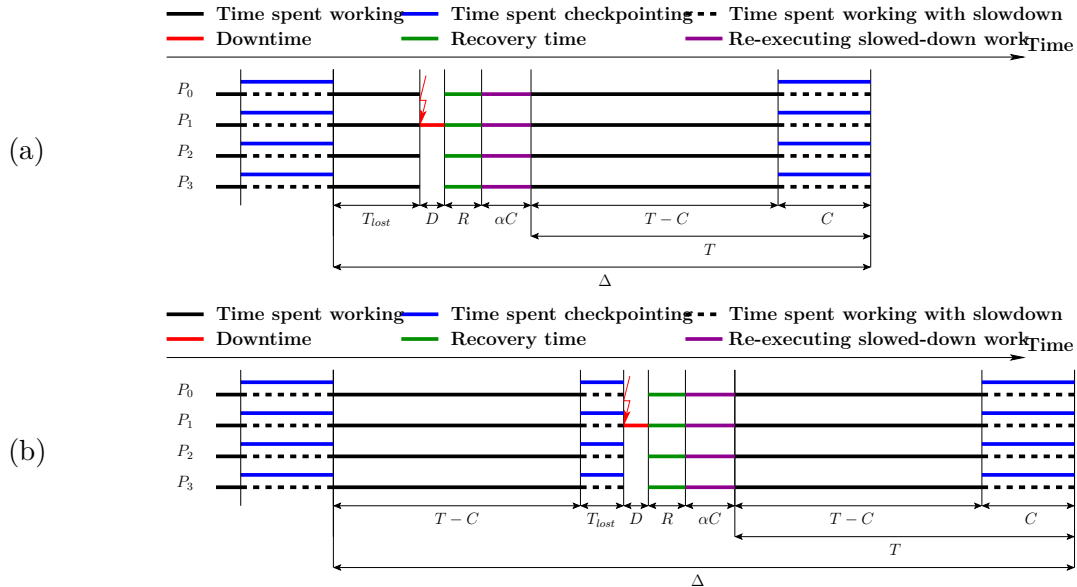 Time spent working Time spent checkpointing Time spent working with slowdown
Downtime Recovery time Re-executing slowed-down work Time
P0
P1
P2
P3
(a)
Tlost D R αC T − C C
T
Δ
Time spent working Time spent checkpointing Time spent working with slowdown
Downtime Recovery time Re-executing slowed-down work Time
P0
P1
P2
P3
(b)
T − C Tlost D R αC T − C C
T
Δ